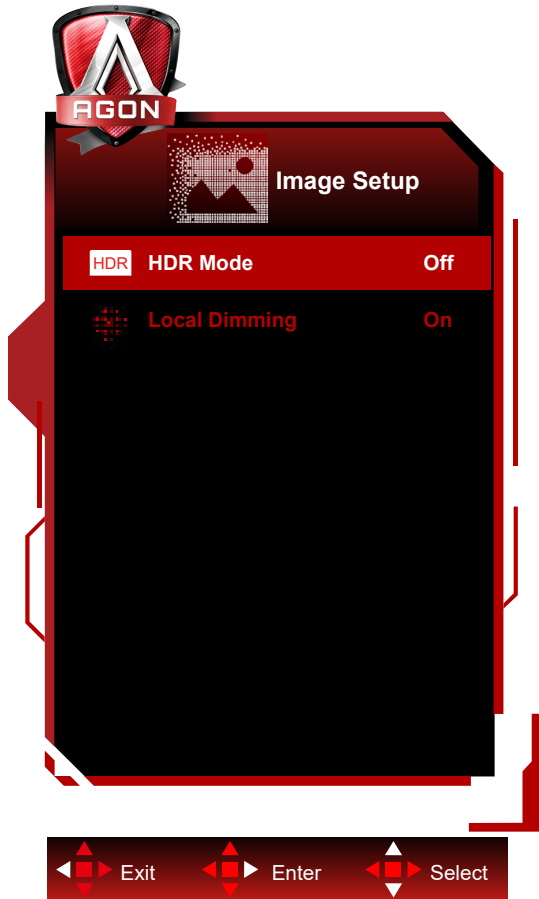 AGON
Image Setup
HDR HDR Mode Off
Local Dimming On
Exit Enter Select